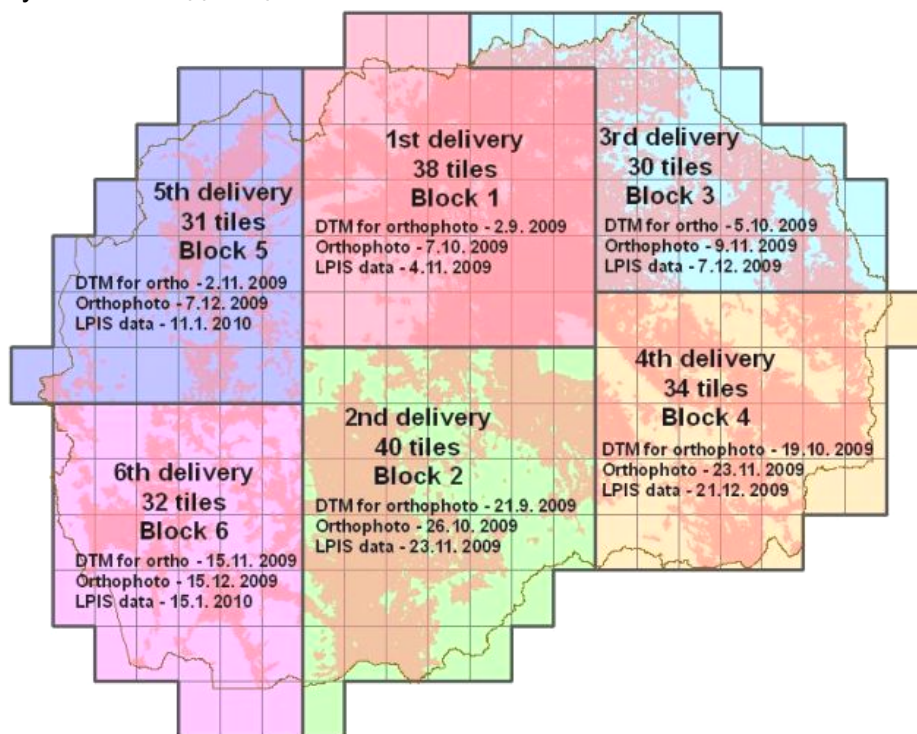 1st delivery
38 tiles
Block 1
DTM for orthophoto - 2.9. 2009
Orthophoto - 7.10. 2009
LPIS data - 4.11. 2009
3rd delivery
30 tiles
Block 3
DTM for ortho - 5.10. 2009
Orthophoto - 9.11. 2009
LPIS data - 7.12. 2009
5th delivery
31 tiles
Block 5
DTM for ortho - 2.11. 2009
Orthophoto - 7.12. 2009
LPIS data - 11.1. 2010
4th delivery
34 tiles
Block 4
DTM for orthophoto - 19.10. 2009
Orthophoto - 23.11. 2009
LPIS data - 21.12. 2009
2nd delivery
40 tiles
Block 2
DTM for orthophoto - 21.9. 2009
Orthophoto - 26.10. 2009
LPIS data - 23.11. 2009
6th delivery
32 tiles
Block 6
DTM for ortho - 15.11. 2009
Orthophoto - 15.12. 2009
LPIS data - 15.1. 2010